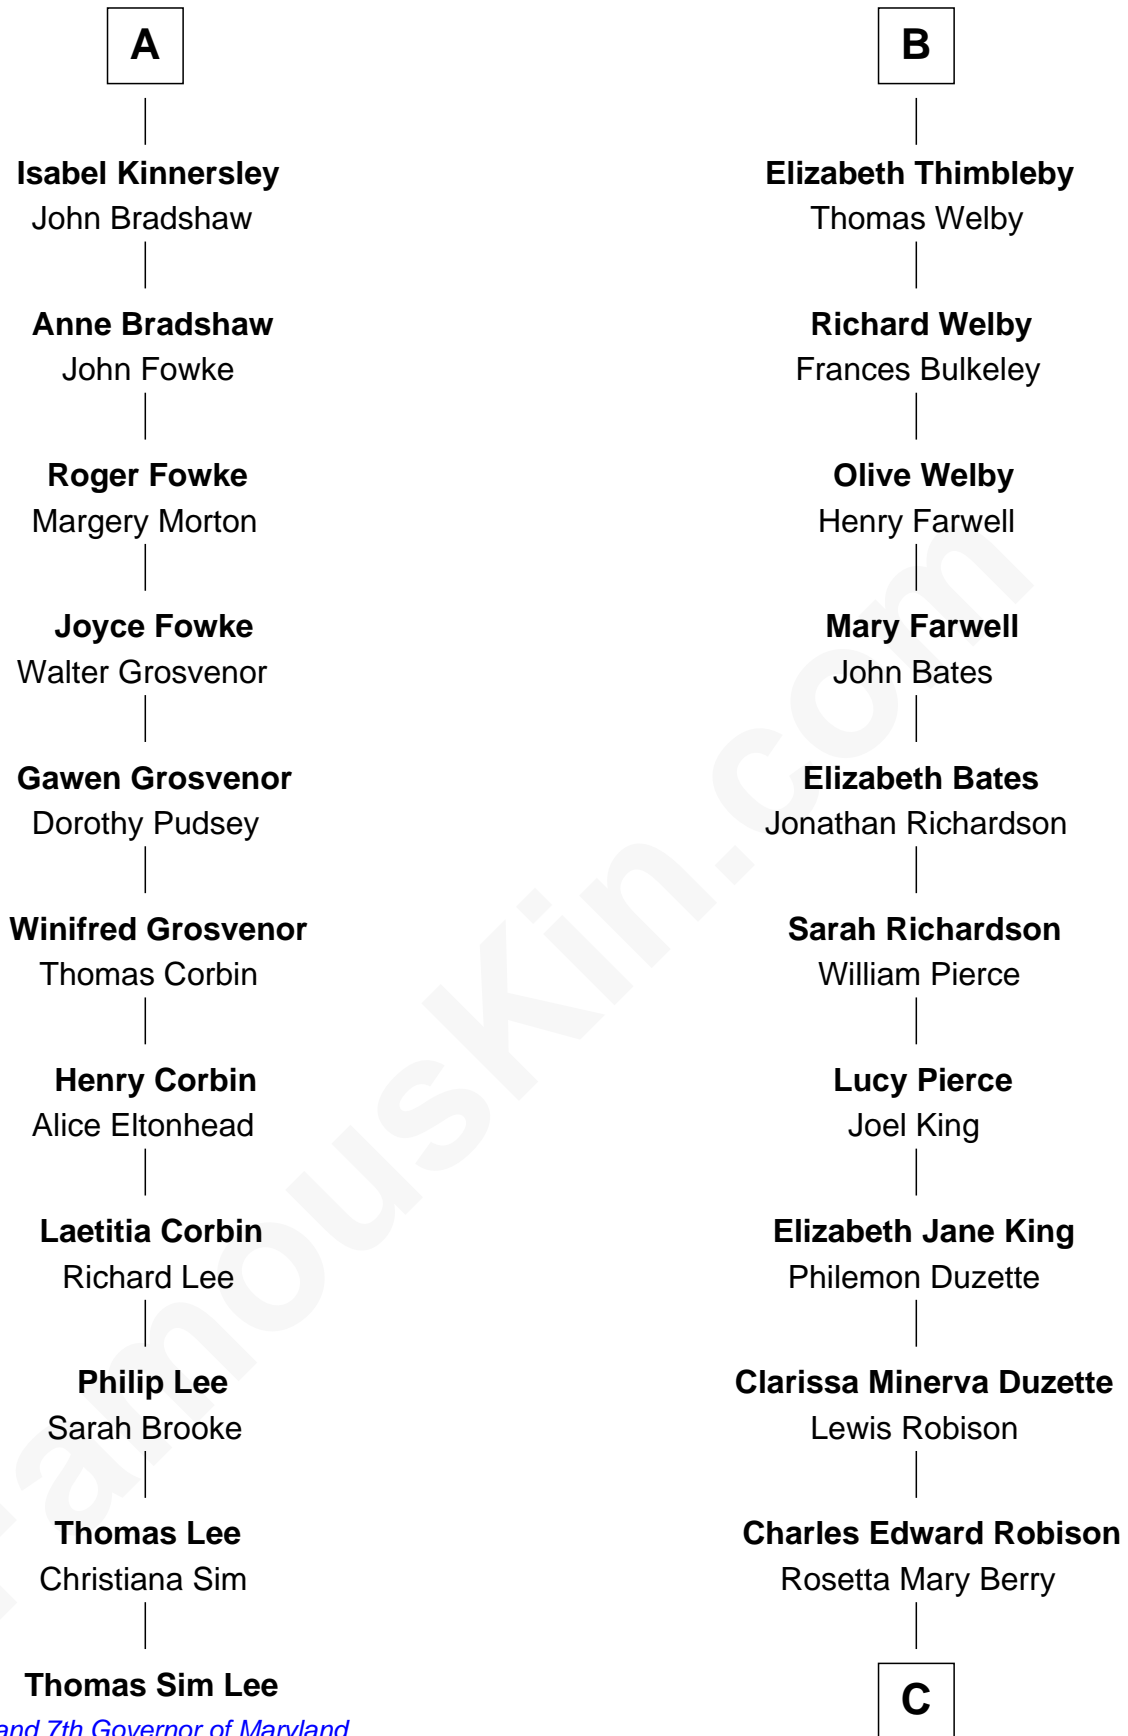 A
Isabel Kinnersley
John Bradshaw
Anne Bradshaw
John Fowke
Roger Fowke
Margery Morton
Joyce Fowke
Walter Grosvenor
Gawen Grosvenor
Dorothy Pudsey
Winifred Grosvenor
Thomas Corbin
Henry Corbin
Alice Eltonhead
Laetitia Corbin
Richard Lee
Philip Lee
Sarah Brooke
Thomas Lee
Christiana Sim
Thomas Sim Lee
and 7th Governor of Maryland
B
Elizabeth Thimbleby
Thomas Welby
Richard Welby
Frances Bulkeley
Olive Welby
Henry Farwell
Mary Farwell
John Bates
Elizabeth Bates
Jonathan Richardson
Sarah Richardson
William Pierce
Lucy Pierce
Joel King
Elizabeth Jane King
Philemon Duzette
Clarissa Minerva Duzette
Lewis Robison
Charles Edward Robison
Rosetta Mary Berry
C
FamousKin.com